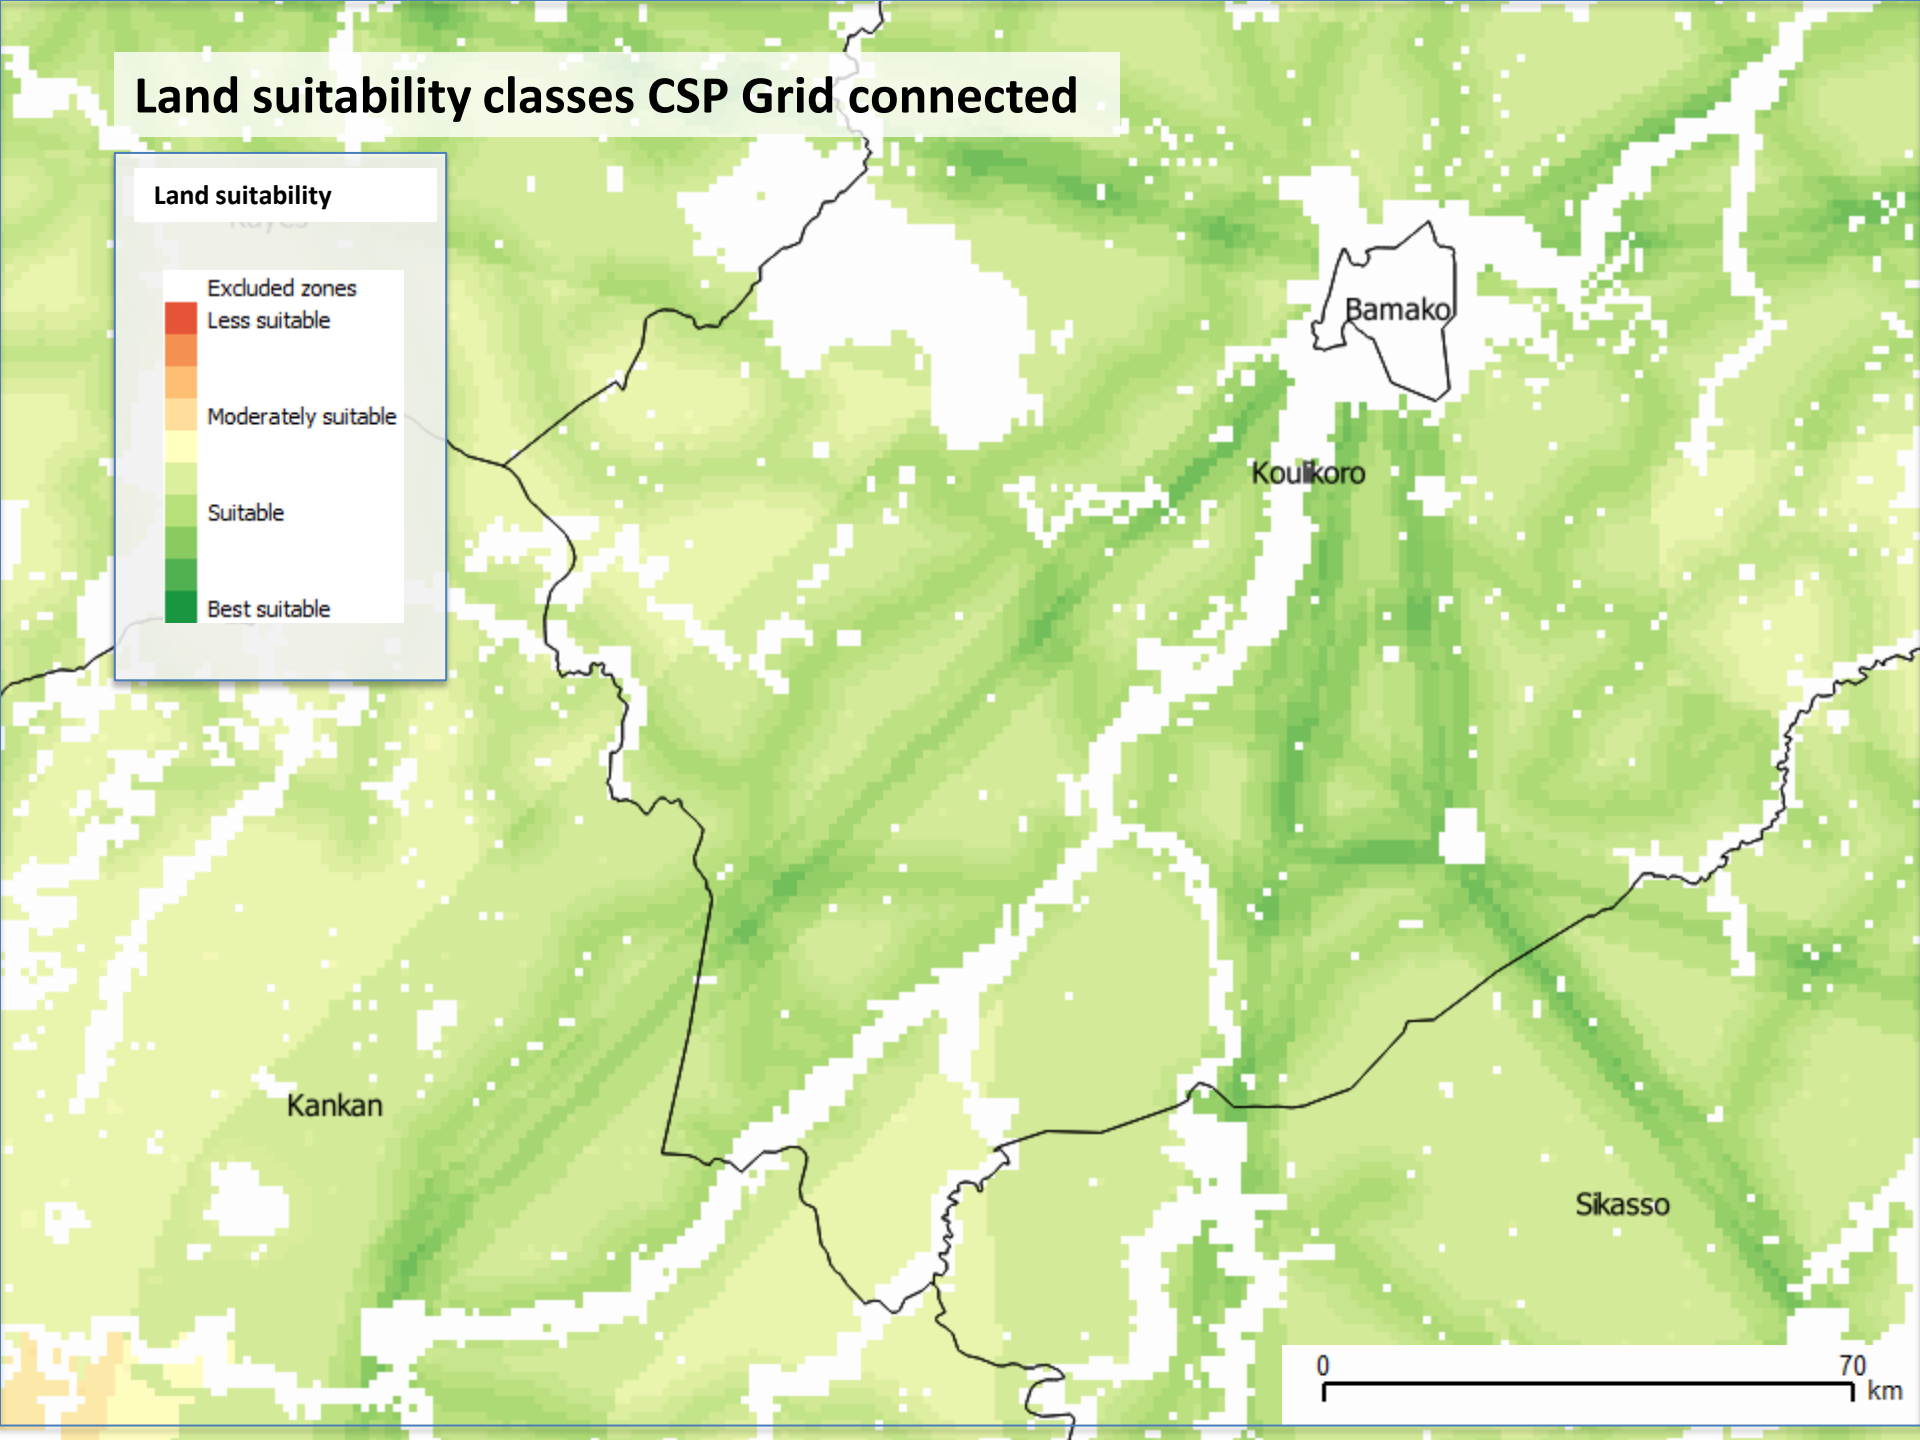 Land suitability classes CSP Grid connected
Land suitability
Kayes
Excluded zones
Less suitable
Moderately suitable
Suitable
Best suitable
Bamako
Koulikoro
Kankan
Sikasso
0 70
km